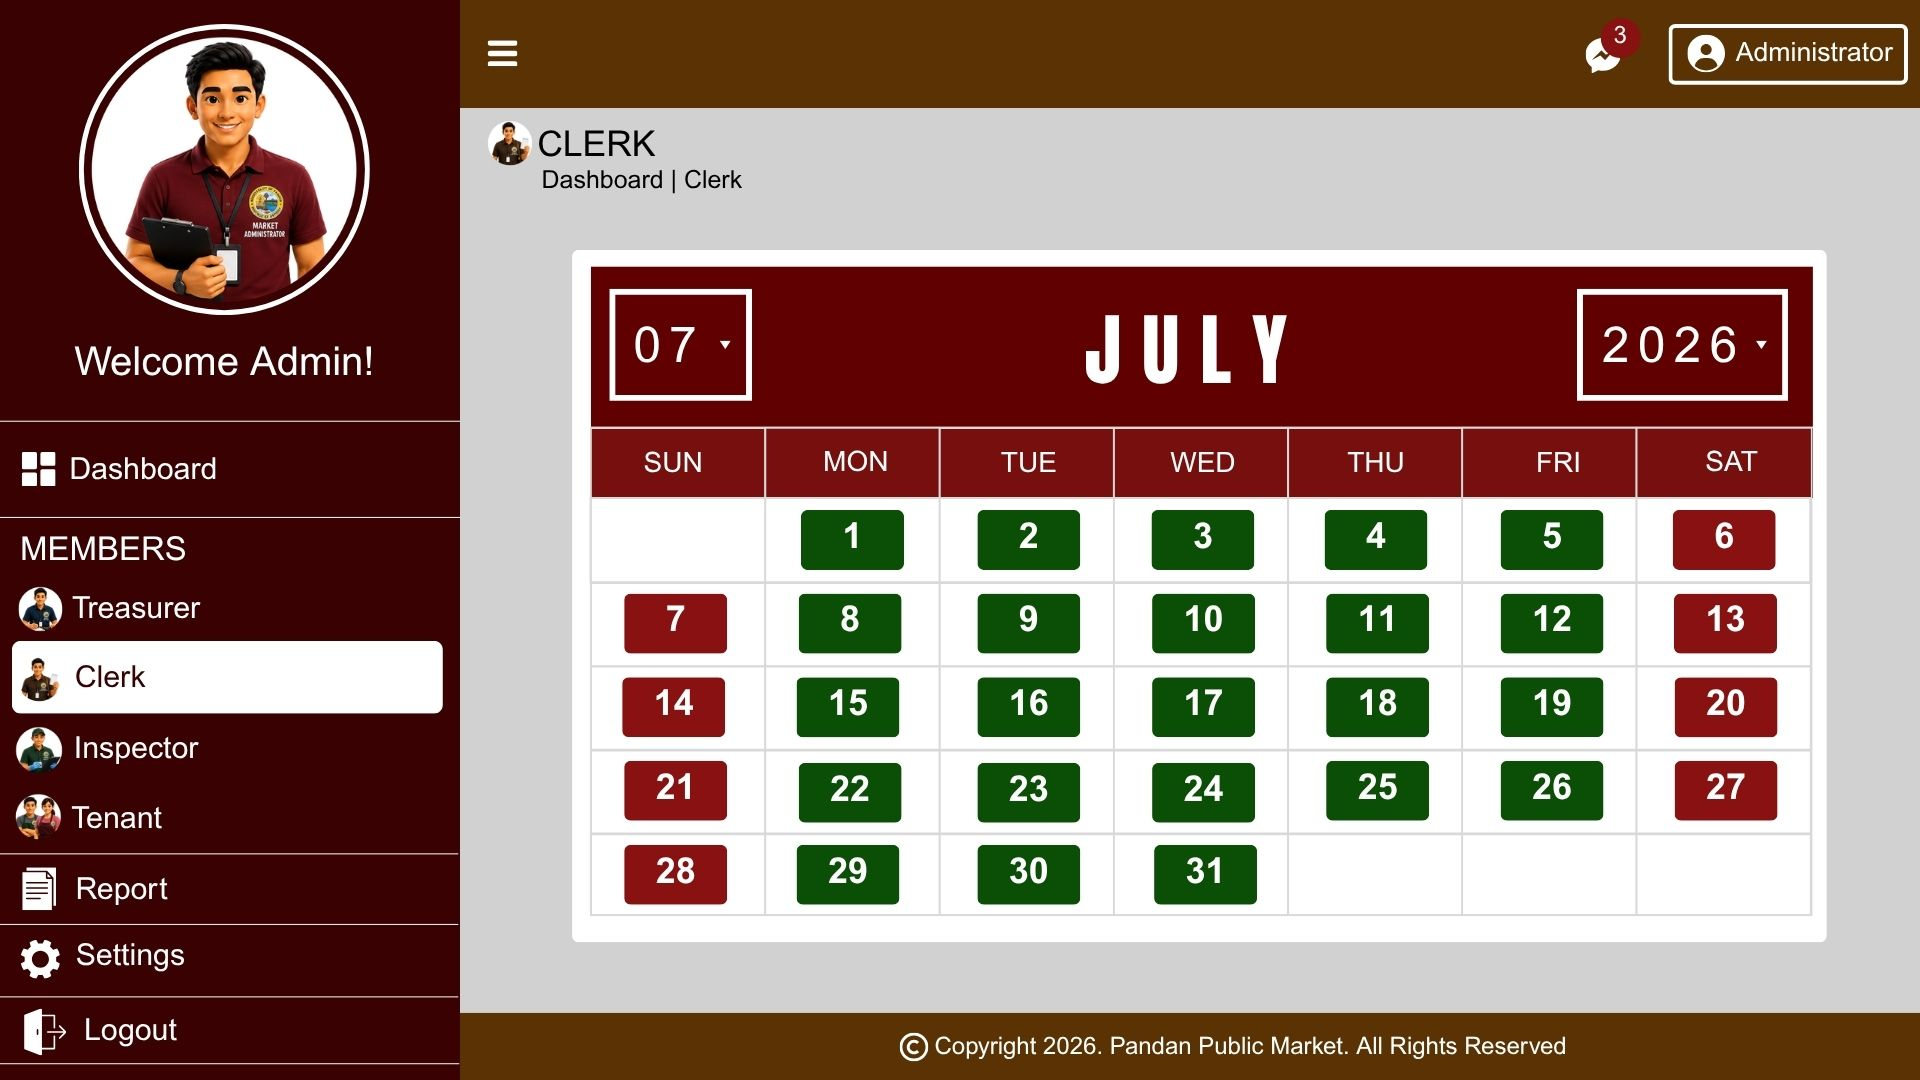 MARKET
ADMINISTRATOR
Welcome Admin!
Dashboard
MEMBERS
Treasurer
Clerk
Inspector
Tenant
Report
Settings
Logout
3
Administrator
CLERK
Dashboard | Clerk
07
JULY
2026
SUN MON TUE WED THU FRI SAT
1 2 3 4 5 6
7 8 9 10 11 12 13
14 15 16 17 18 19 20
21 22 23 24 25 26 27
28 29 30 31
© Copyright 2026. Pandan Public Market. All Rights Reserved